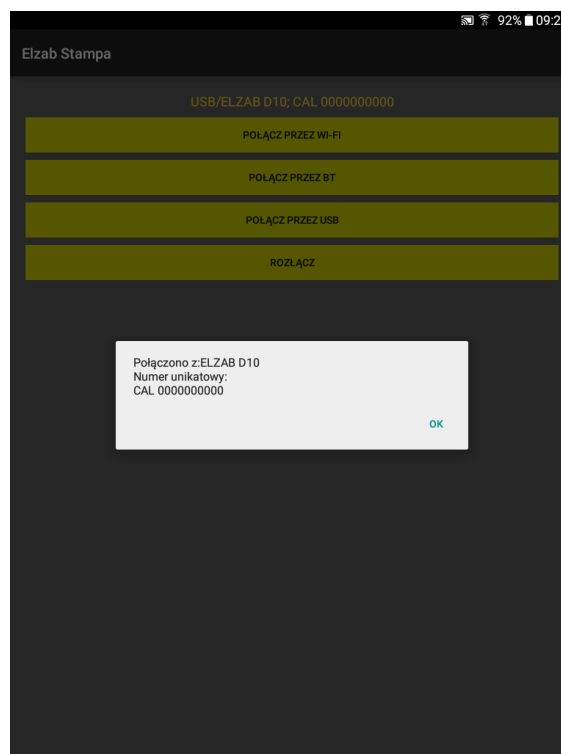 92% 09:2
Elzab Stampa
USB/ELZAB D10; CAL 0000000000
POŁĄCZ PRZEZ WI-FI
POŁĄCZ PRZEZ BT
POŁĄCZ PRZEZ USB
ROZŁĄCZ
Połączono z:ELZAB D10
Numer unikatowy:
CAL 0000000000
OK